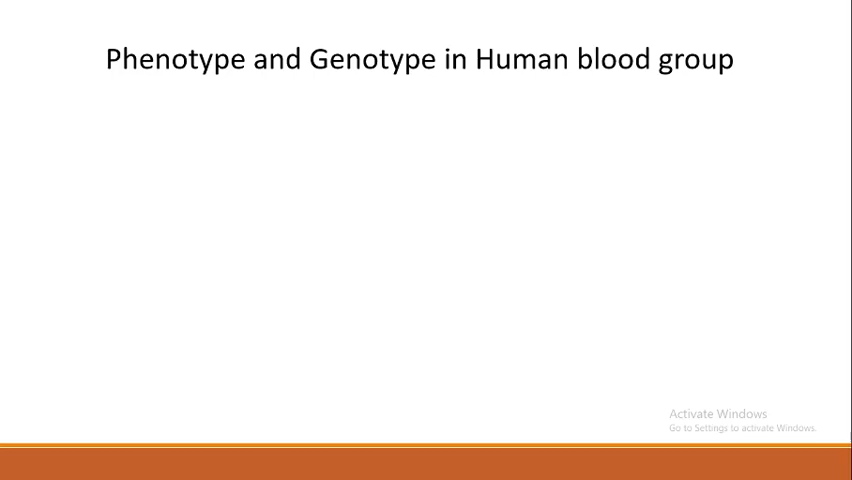 Phenotype and Genotype in Human blood group
Activate Windows
Go to Settings to activate Windows.